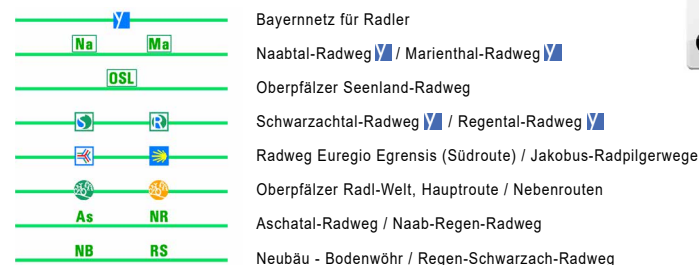 Bayernnetz für Radler
Na Ma Naabtal-Radweg / Marienthal-Radweg
OSL Oberpfälzer Seenland-Radweg
S R Schwarzachtal-Radweg / Regental-Radweg
Radweg Euregio Egrensis (Südroute) / Jakobus-Radpilgerwege
Oberpfälzer Radl-Welt, Hauptroute / Nebenrouten
As NR Aschatal-Radweg / Naab-Regen-Radweg
NB RS Neubäu - Bodenwöhr / Regen-Schwarzach-Radweg